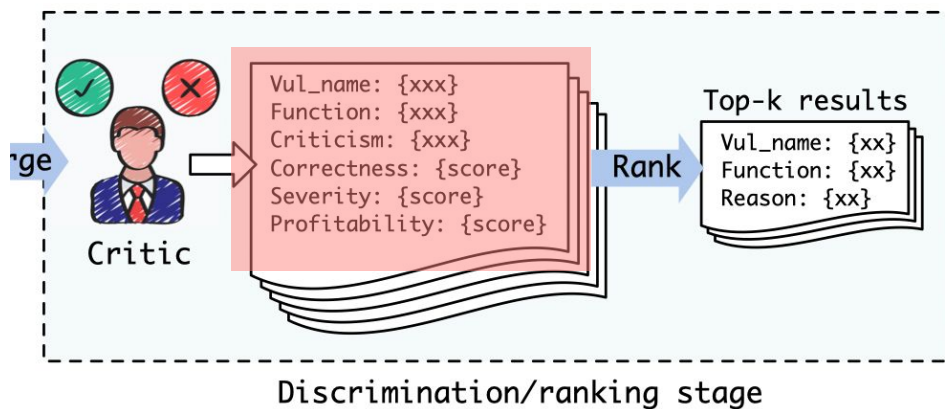 rge
Critic
Vul_name: {xxx}
Function: {xxx}
Criticism: {xxx}
Correctness: {score}
Severity: {score}
Profitability: {score}
Rank
Top-k results
Vul_name: {xx}
Function: {xx}
Reason: {xx}
Discrimination/ranking stage